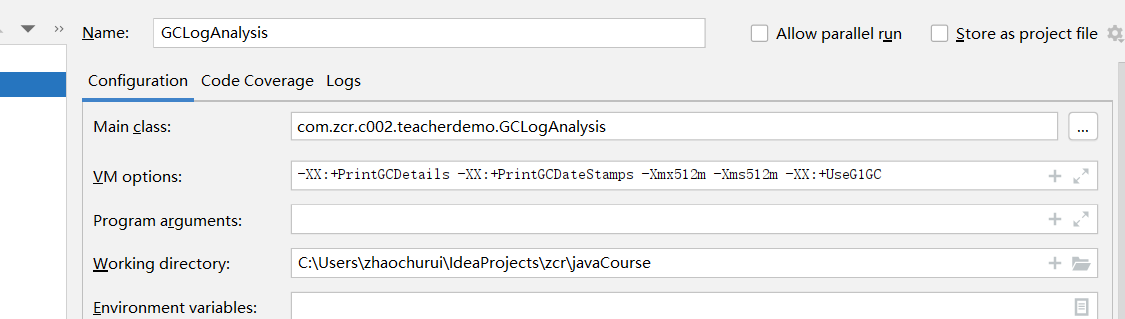 Name: GCLogAnalysis Allow parallel run Store as project file
Configuration Code Coverage Logs
Main class: com.zcr.c002.teacherdemo.GCLogAnalysis ...
VM options: -XX:+PrintGCDetails -XX:+PrintGCDateStamps -Xmx512m -Xms512m -XX:+UseG1GC
Program arguments:
Working directory: C:\Users\zhaochurui\IdeaProjects\zcr\javaCourse
Environment variables: